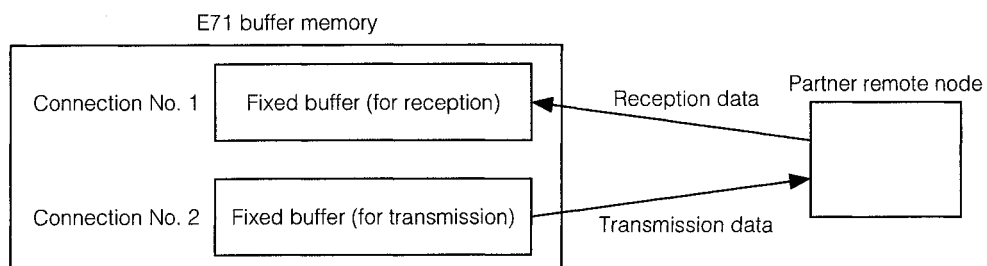 E71 buffer memory
Connection No. 1
Fixed buffer (for reception)
Reception data
Partner remote node
Connection No. 2
Fixed buffer (for transmission)
Transmission data